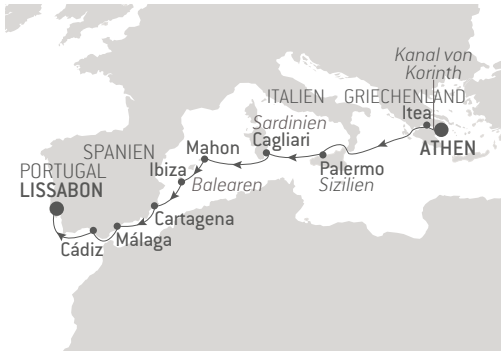 Kanal von
Korinth
ITALIEN
GRIECHENLAND
Itea
Sardinien
Cagliari
ATHEN
Mahon
SPANIEN
Ibiza
Palermo
PORTUGAL
LISSABON
Balearen
Sizilien
Cartagena
Málaga
Cádiz